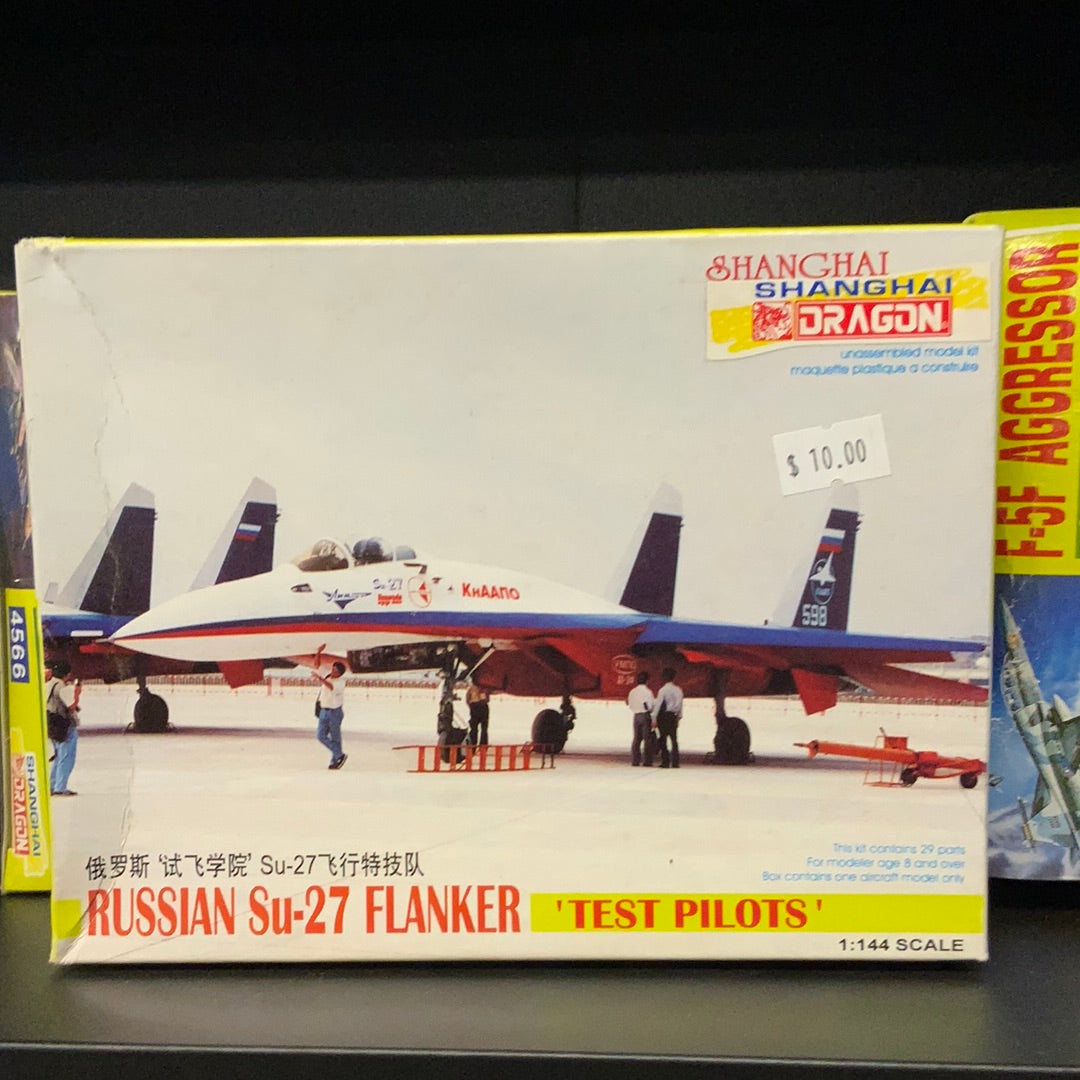 SHANGHAI
SHANGHAI
DRAGON
unassembled model kit
maquette plastique a construire
$ 10.00
Su-27
КнААПО
598
俄罗斯 ‘试飞学院’ Su-27飞行特技队
RUSSIAN Su-27 FLANKER
'TEST PILOTS'
This kit contains 29 parts
For modeler age 8 and over
Box contains one aircraft model only
1:144 SCALE
4566
SHANGHAI
DRAGON
F-5F AGGRESSOR